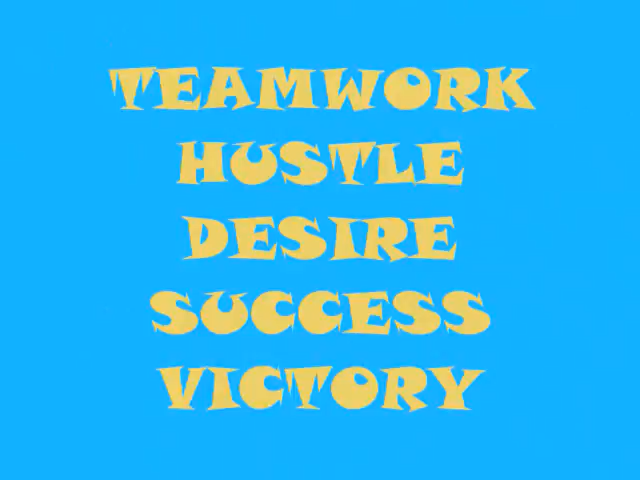 TEAMWORK
HUSTLE
DESIRE
SUCCESS
VICTORY